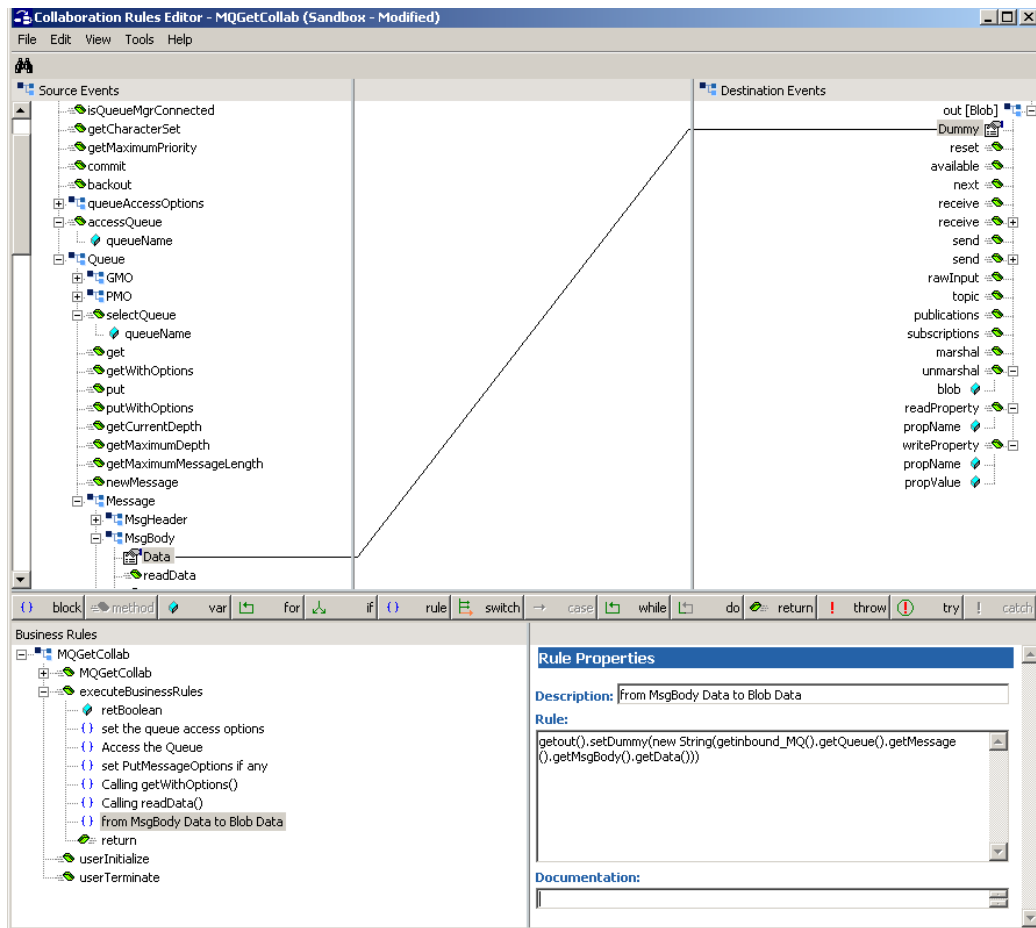 Collaboration Rules Editor - MQGetCollab (Sandbox - Modified)
File Edit View Tools Help
Source Events
isQueueMgrConnected
getCharacterSet
getMaximumPriority
commit
backout
queueAccessOptions
accessQueue
queueName
Queue
GMO
PMO
selectQueue
queueName
get
getWithOptions
put
putWithOptions
getCurrentDepth
getMaximumDepth
getMaximumMessageLength
newMessage
Message
MsgHeader
MsgBody
Data
readData
Destination Events
out [Blob]
Dummy
reset
available
next
receive
receive
send
send
rawInput
topic
publications
subscriptions
marshal
unmarshal
blob
readProperty
propName
writeProperty
propName
propValue
{} block method var for if {} rule switch case while do return ! throw try ! catch
Business Rules
MQGetCollab
MQGetCollab
executeBusinessRules
retBoolean
{} set the queue access options
{} Access the Queue
{} set PutMessageOptions if any
{} Calling getWithOptions()
{} Calling readData()
{} from MsgBody Data to Blob Data
return
userInitialize
userTerminate
Rule Properties
Description: from MsgBody Data to Blob Data
Rule:
getout().setDummy(new String(getinbound_MQ().getQueue().getMessage
().getMsgBody().getData()))
Documentation: